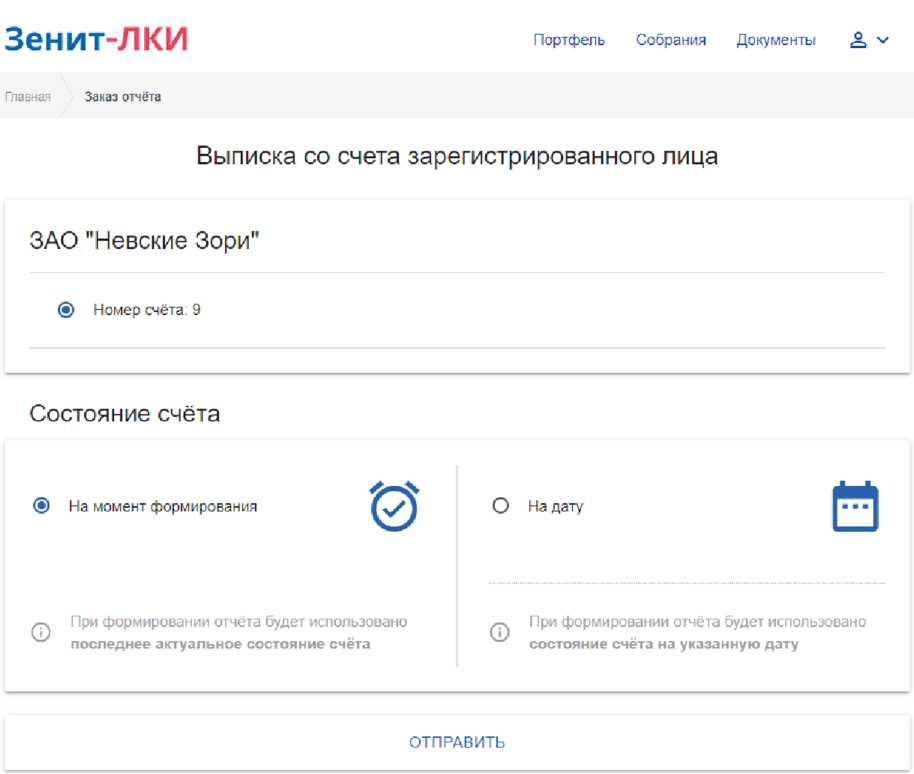 Зенит-ЛКИ
Портфель Собрания Документы
Главная Заказ отчёта
Выписка со счета зарегистрированного лица
ЗАО "Невские Зори"
Номер счёта: 9
Состояние счёта
На момент формирования
На дату
При формировании отчёта будет использовано
последнее актуальное состояние счёта
При формировании отчёта будет использовано
состояние счёта на указанную дату
ОТПРАВИТЬ